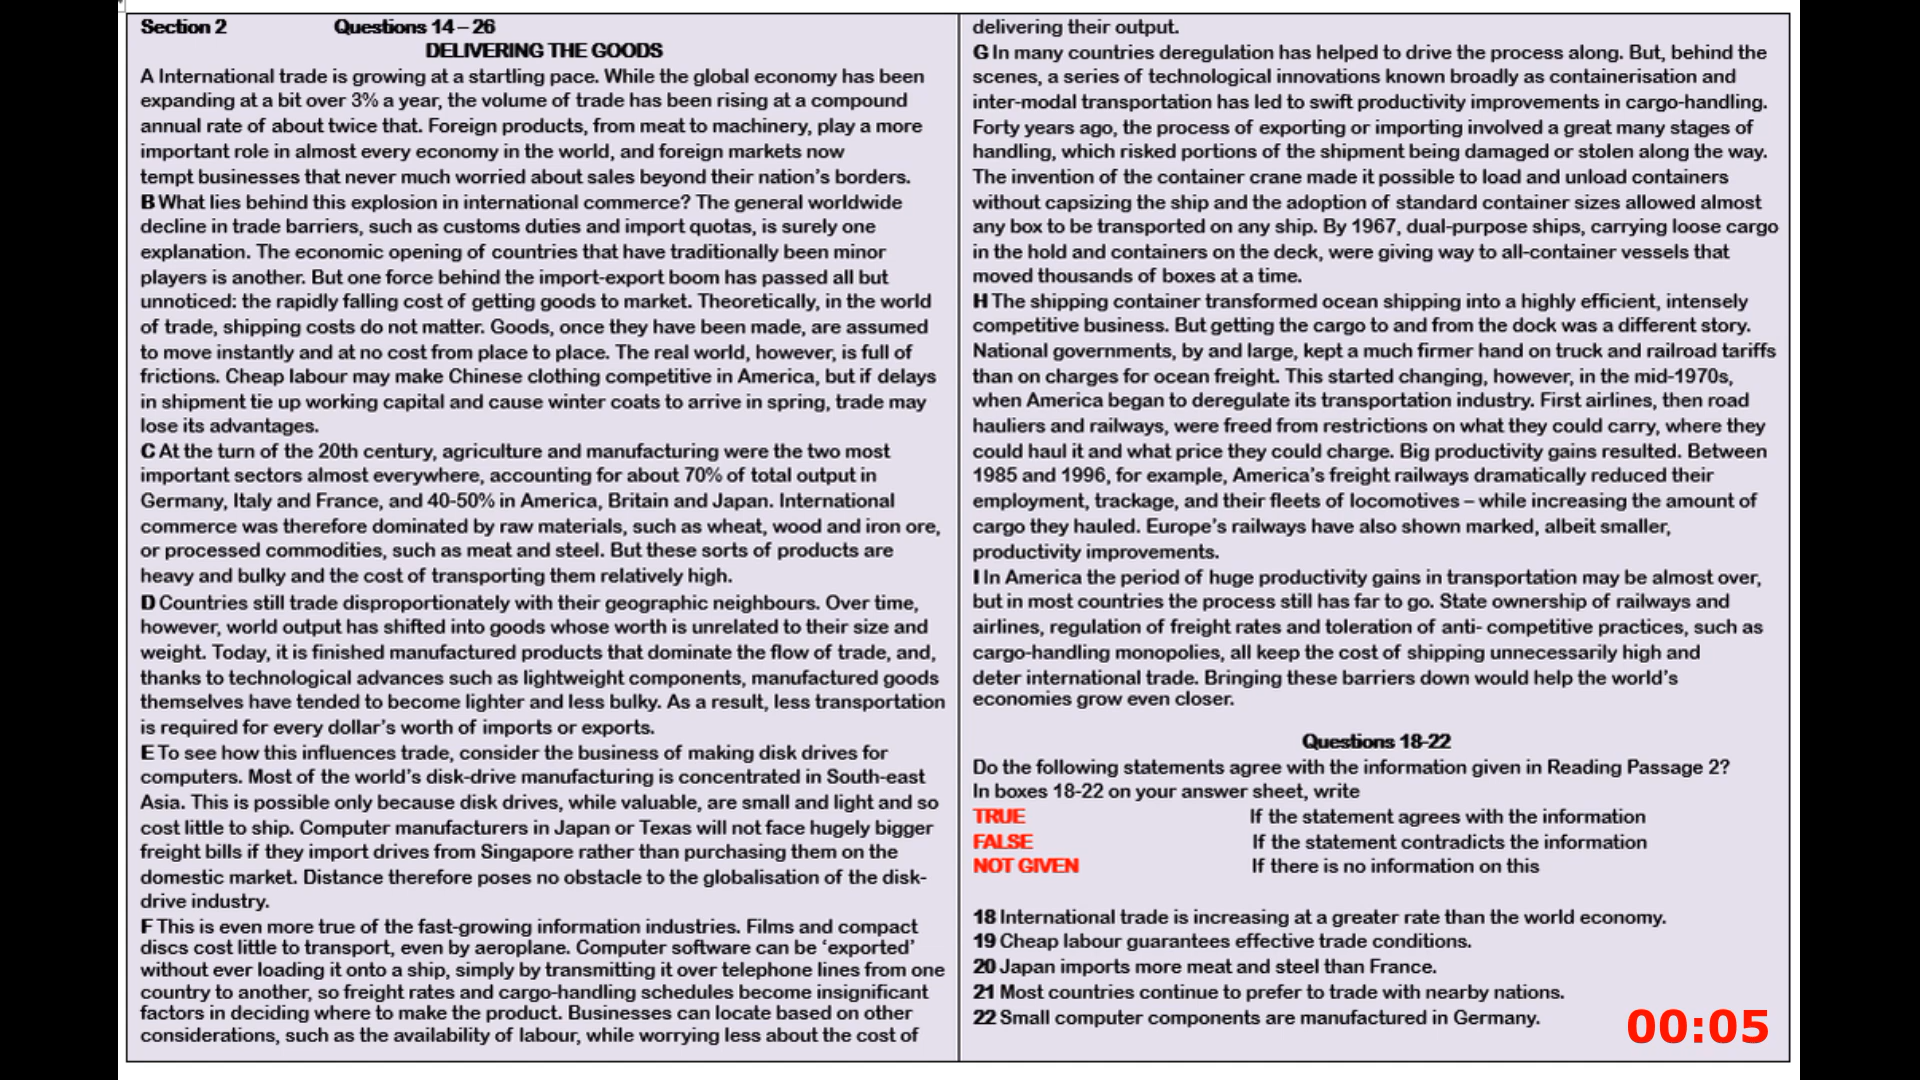 Section 2 Questions 14 – 26
DELIVERING THE GOODS
A International trade is growing at a startling pace. While the global economy has been
expanding at a bit over 3% a year, the volume of trade has been rising at a compound
annual rate of about twice that. Foreign products, from meat to machinery, play a more
important role in almost every economy in the world, and foreign markets now
tempt businesses that never much worried about sales beyond their nation's borders.
B What lies behind this explosion in international commerce? The general worldwide
decline in trade barriers, such as customs duties and import quotas, is surely one
explanation. The economic opening of countries that have traditionally been minor
players is another. But one force behind the import-export boom has passed all but
unnoticed: the rapidly falling cost of getting goods to market. Theoretically, in the world
of trade, shipping costs do not matter. Goods, once they have been made, are assumed
to move instantly and at no cost from place to place. The real world, however, is full of
frictions. Cheap labour may make Chinese clothing competitive in America, but if delays
in shipment tie up working capital and cause winter coats to arrive in spring, trade may
lose its advantages.
C At the turn of the 20th century, agriculture and manufacturing were the two most
important sectors almost everywhere, accounting for about 70% of total output in
Germany, Italy and France, and 40-50% in America, Britain and Japan. International
commerce was therefore dominated by raw materials, such as wheat, wood and iron ore,
or processed commodities, such as meat and steel. But these sorts of products are
heavy and bulky and the cost of transporting them relatively high.
D Countries still trade disproportionately with their geographic neighbours. Over time,
however, world output has shifted into goods whose worth is unrelated to their size and
weight. Today, it is finished manufactured products that dominate the flow of trade, and,
thanks to technological advances such as lightweight components, manufactured goods
themselves have tended to become lighter and less bulky. As a result, less transportation
is required for every dollar's worth of imports or exports.
E To see how this influences trade, consider the business of making disk drives for
computers. Most of the world's disk-drive manufacturing is concentrated in South-east
Asia. This is possible only because disk drives, while valuable, are small and light and so
cost little to ship. Computer manufacturers in Japan or Texas will not face hugely bigger
freight bills if they import drives from Singapore rather than purchasing them on the
domestic market. Distance therefore poses no obstacle to the globalisation of the disk-
drive industry.
F This is even more true of the fast-growing information industries. Films and compact
discs cost little to transport, even by aeroplane. Computer software can be 'exported'
without ever loading it onto a ship, simply by transmitting it over telephone lines from one
country to another, so freight rates and cargo-handling schedules become insignificant
factors in deciding where to make the product. Businesses can locate based on other
considerations, such as the availability of labour, while worrying less about the cost of
delivering their output.
G In many countries deregulation has helped to drive the process along. But, behind the
scenes, a series of technological innovations known broadly as containerisation and
inter-modal transportation has led to swift productivity improvements in cargo-handling.
Forty years ago, the process of exporting or importing involved a great many stages of
handling, which risked portions of the shipment being damaged or stolen along the way.
The invention of the container crane made it possible to load and unload containers
without capsizing the ship and the adoption of standard container sizes allowed almost
any box to be transported on any ship. By 1967, dual-purpose ships, carrying loose cargo
in the hold and containers on the deck, were giving way to all-container vessels that
moved thousands of boxes at a time.
H The shipping container transformed ocean shipping into a highly efficient, intensely
competitive business. But getting the cargo to and from the dock was a different story.
National governments, by and large, kept a much firmer hand on truck and railroad tariffs
than on charges for ocean freight. This started changing, however, in the mid-1970s,
when America began to deregulate its transportation industry. First airlines, then road
hauliers and railways, were freed from restrictions on what they could carry, where they
could haul it and what price they could charge. Big productivity gains resulted. Between
1985 and 1996, for example, America's freight railways dramatically reduced their
employment, trackage, and their fleets of locomotives – while increasing the amount of
cargo they hauled. Europe's railways have also shown marked, albeit smaller,
productivity improvements.
I In America the period of huge productivity gains in transportation may be almost over,
but in most countries the process still has far to go. State ownership of railways and
airlines, regulation of freight rates and toleration of anti- competitive practices, such as
cargo-handling monopolies, all keep the cost of shipping unnecessarily high and
deter international trade. Bringing these barriers down would help the world's
economies grow even closer.
Questions 18-22
Do the following statements agree with the information given in Reading Passage 2?
In boxes 18-22 on your answer sheet, write
TRUE If the statement agrees with the information
FALSE If the statement contradicts the information
NOT GIVEN If there is no information on this
18 International trade is increasing at a greater rate than the world economy.
19 Cheap labour guarantees effective trade conditions.
20 Japan imports more meat and steel than France.
21 Most countries continue to prefer to trade with nearby nations.
22 Small computer components are manufactured in Germany.
00:05